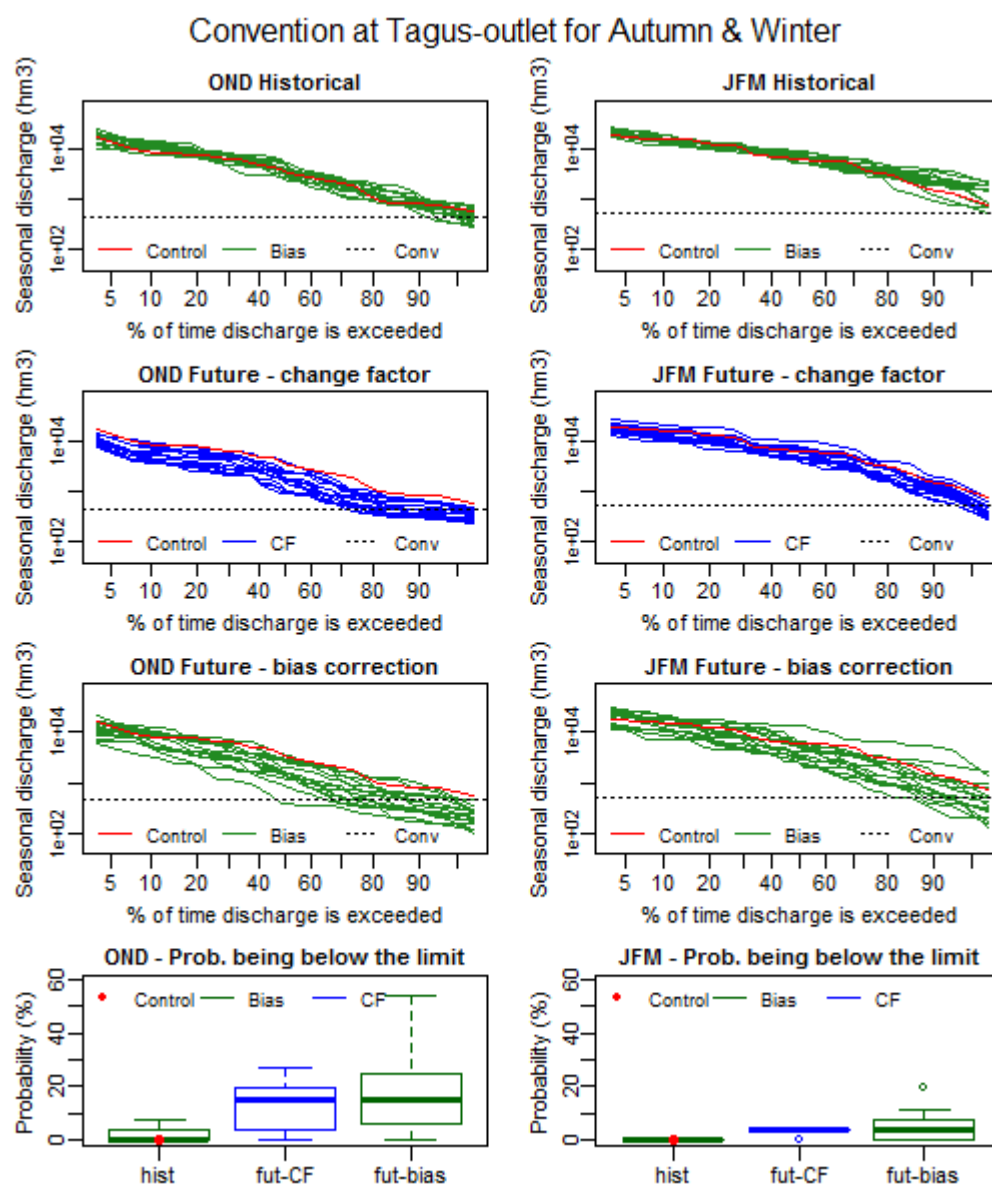 Convention at Tagus-outlet for Autumn & Winter
OND Historical
Seasonal discharge (hm3)
1e+04
1e+02
Control Bias Conv
5 10 20 40 60 80 90
% of time discharge is exceeded
JFM Historical
Seasonal discharge (hm3)
1e+04
1e+02
Control Bias Conv
5 10 20 40 60 80 90
% of time discharge is exceeded
OND Future - change factor
Seasonal discharge (hm3)
1e+04
1e+02
Control CF Conv
5 10 20 40 60 80 90
% of time discharge is exceeded
JFM Future - change factor
Seasonal discharge (hm3)
1e+04
1e+02
Control CF Conv
5 10 20 40 60 80 90
% of time discharge is exceeded
OND Future - bias correction
Seasonal discharge (hm3)
1e+04
1e+02
Control Bias Conv
5 10 20 40 60 80 90
% of time discharge is exceeded
JFM Future - bias correction
Seasonal discharge (hm3)
1e+04
1e+02
Control Bias Conv
5 10 20 40 60 80 90
% of time discharge is exceeded
OND - Prob. being below the limit
Probability (%)
60
40
20
0
Control Bias CF
hist fut-CF fut-bias
JFM - Prob. being below the limit
Probability (%)
60
40
20
0
Control Bias CF
hist fut-CF fut-bias